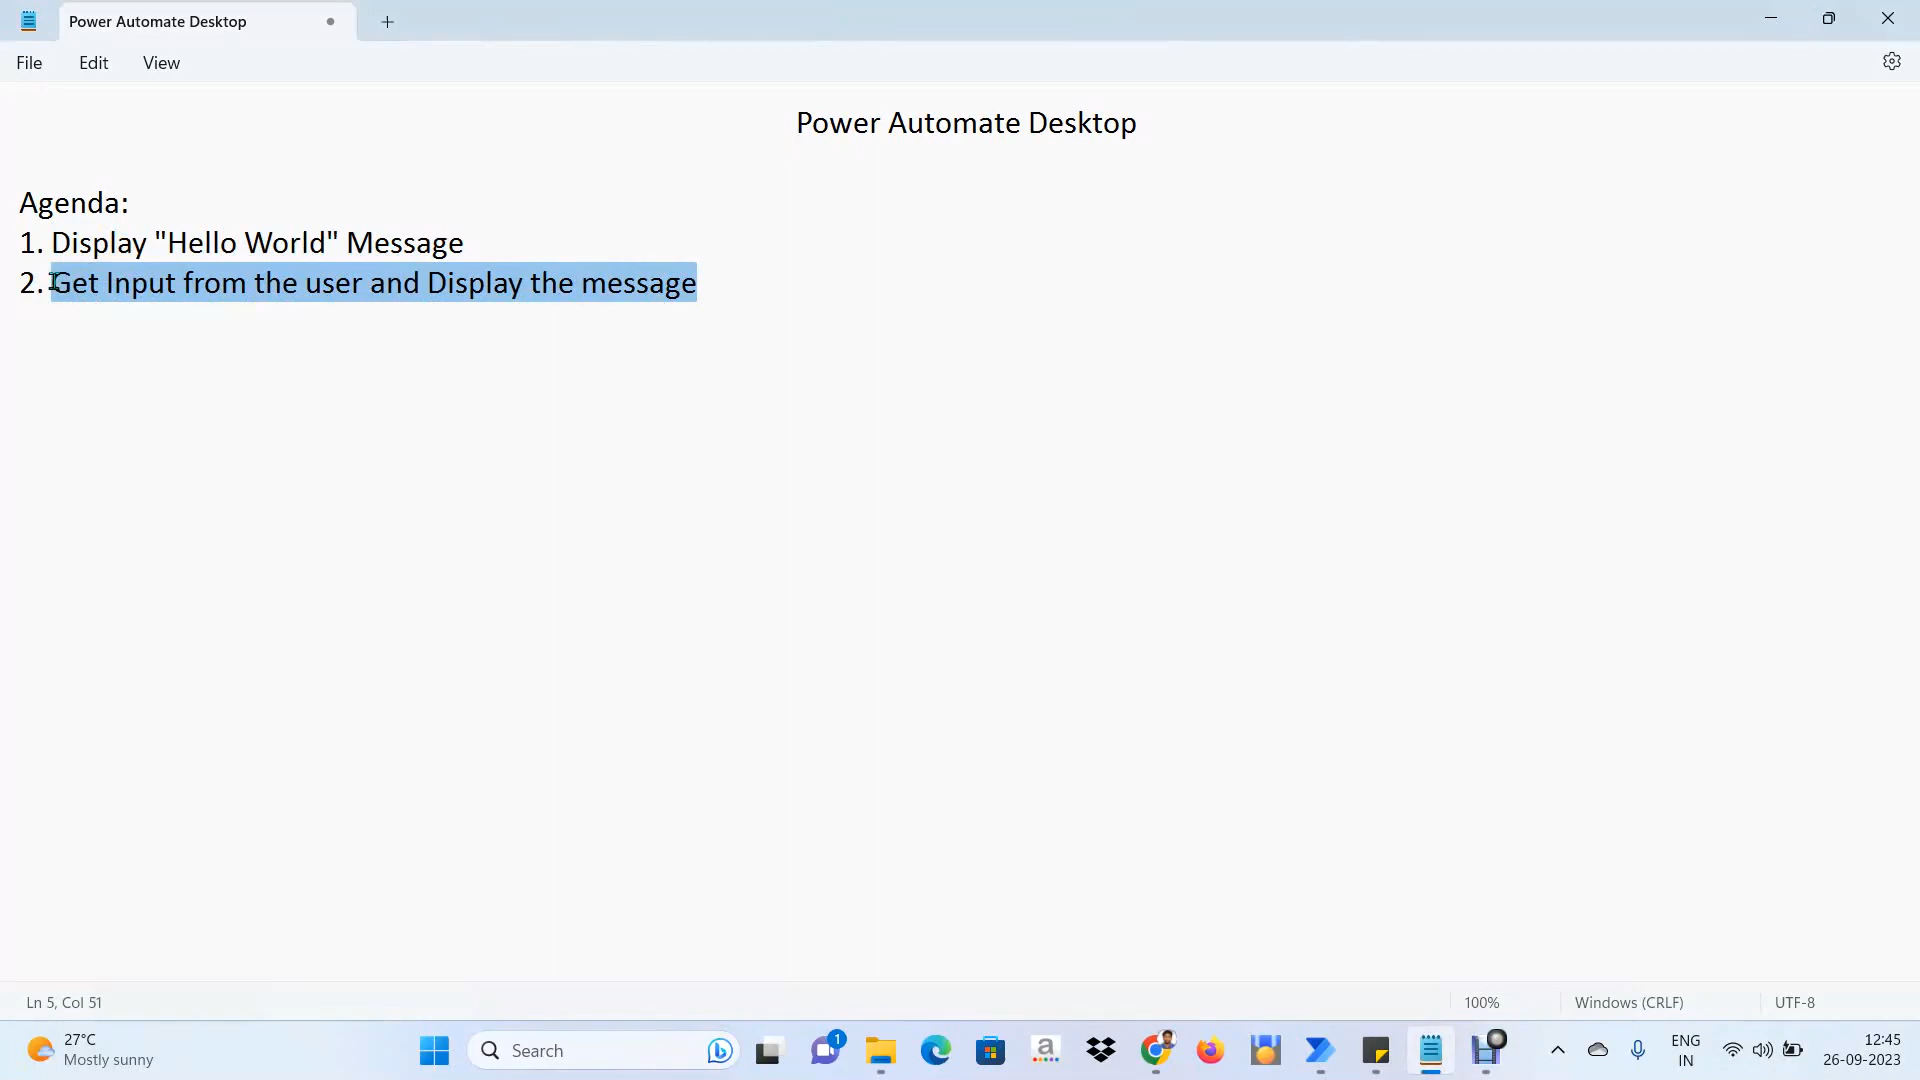 Power Automate Desktop
File Edit View
Power Automate Desktop
Agenda:
1. Display "Hello World" Message
2. Get Input from the user and Display the message
Ln 5, Col 51 100% Windows (CRLF) UTF-8
27°C
Mostly sunny
Search
1
a
ENG
IN
12:45
26-09-2023